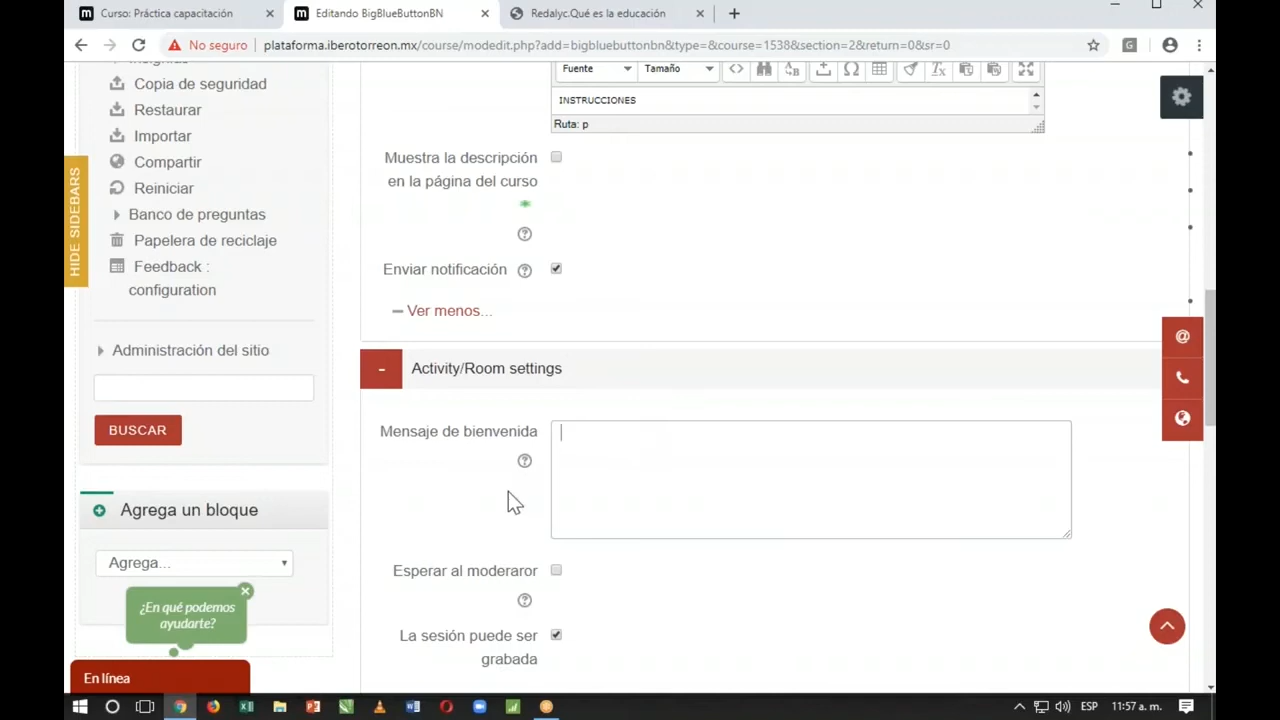 Curso: Práctica capacitación
Editando BigBlueButtonBN
Redalyc.Qué es la educación
No seguro
plataforma.iberotorreon.mx/course/modedit.php?add=bigbluebuttonbn&type=&course=1538&section=2&return=0&sr=0
Copia de seguridad
Restaurar
Importar
Compartir
Reiniciar
Banco de preguntas
Papelera de reciclaje
Feedback :
configuration
Administración del sitio
BUSCAR
Agrega un bloque
Agrega...
¿En qué podemos
ayudarte?
En línea
HIDE SIDEBARS
Fuente
Tamaño
INSTRUCCIONES
Ruta: p
Muestra la descripción
en la página del curso
Enviar notificación
Ver menos...
Activity/Room settings
Mensaje de bienvenida
Esperar al moderaror
La sesión puede ser
grabada
ESP
11:57 a. m.